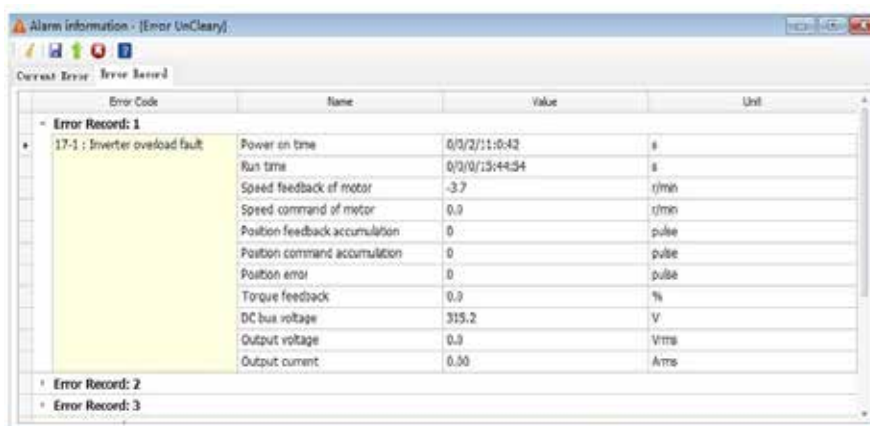 Alarm information - [Error UnCleary]
Current Error Error Record
Error Code Name Value Unit
Error Record: 1
17-1 : Inverter overload fault Power on time 0/0/2/11:0:42 s
Run time 0/0/0/15:44:54 s
Speed feedback of motor -3.7 r/min
Speed command of motor 0.0 r/min
Position feedback accumulation 0 pulse
Position command accumulation 0 pulse
Position error 0 pulse
Torque feedback 0.0 %
DC bus voltage 315.2 V
Output voltage 0.0 Vrms
Output current 0.00 Arms
Error Record: 2
Error Record: 3